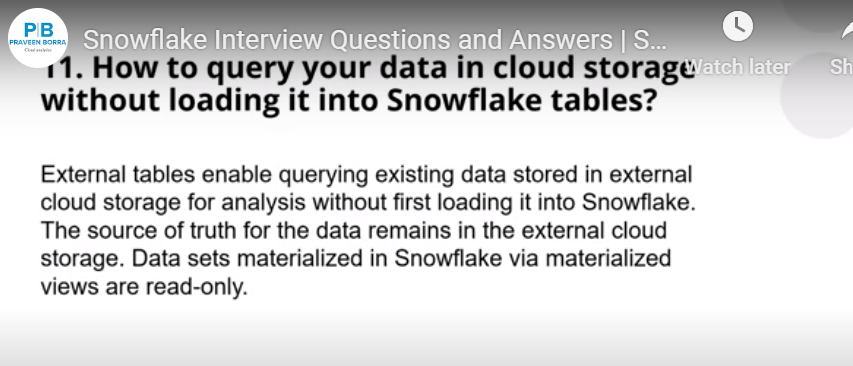 P|B
PRAVEEN BORRA
Cloud analytics
Snowflake Interview Questions and Answers | S...
Watch later
Sh
11. How to query your data in cloud storage
without loading it into Snowflake tables?
External tables enable querying existing data stored in external
cloud storage for analysis without first loading it into Snowflake.
The source of truth for the data remains in the external cloud
storage. Data sets materialized in Snowflake via materialized
views are read-only.